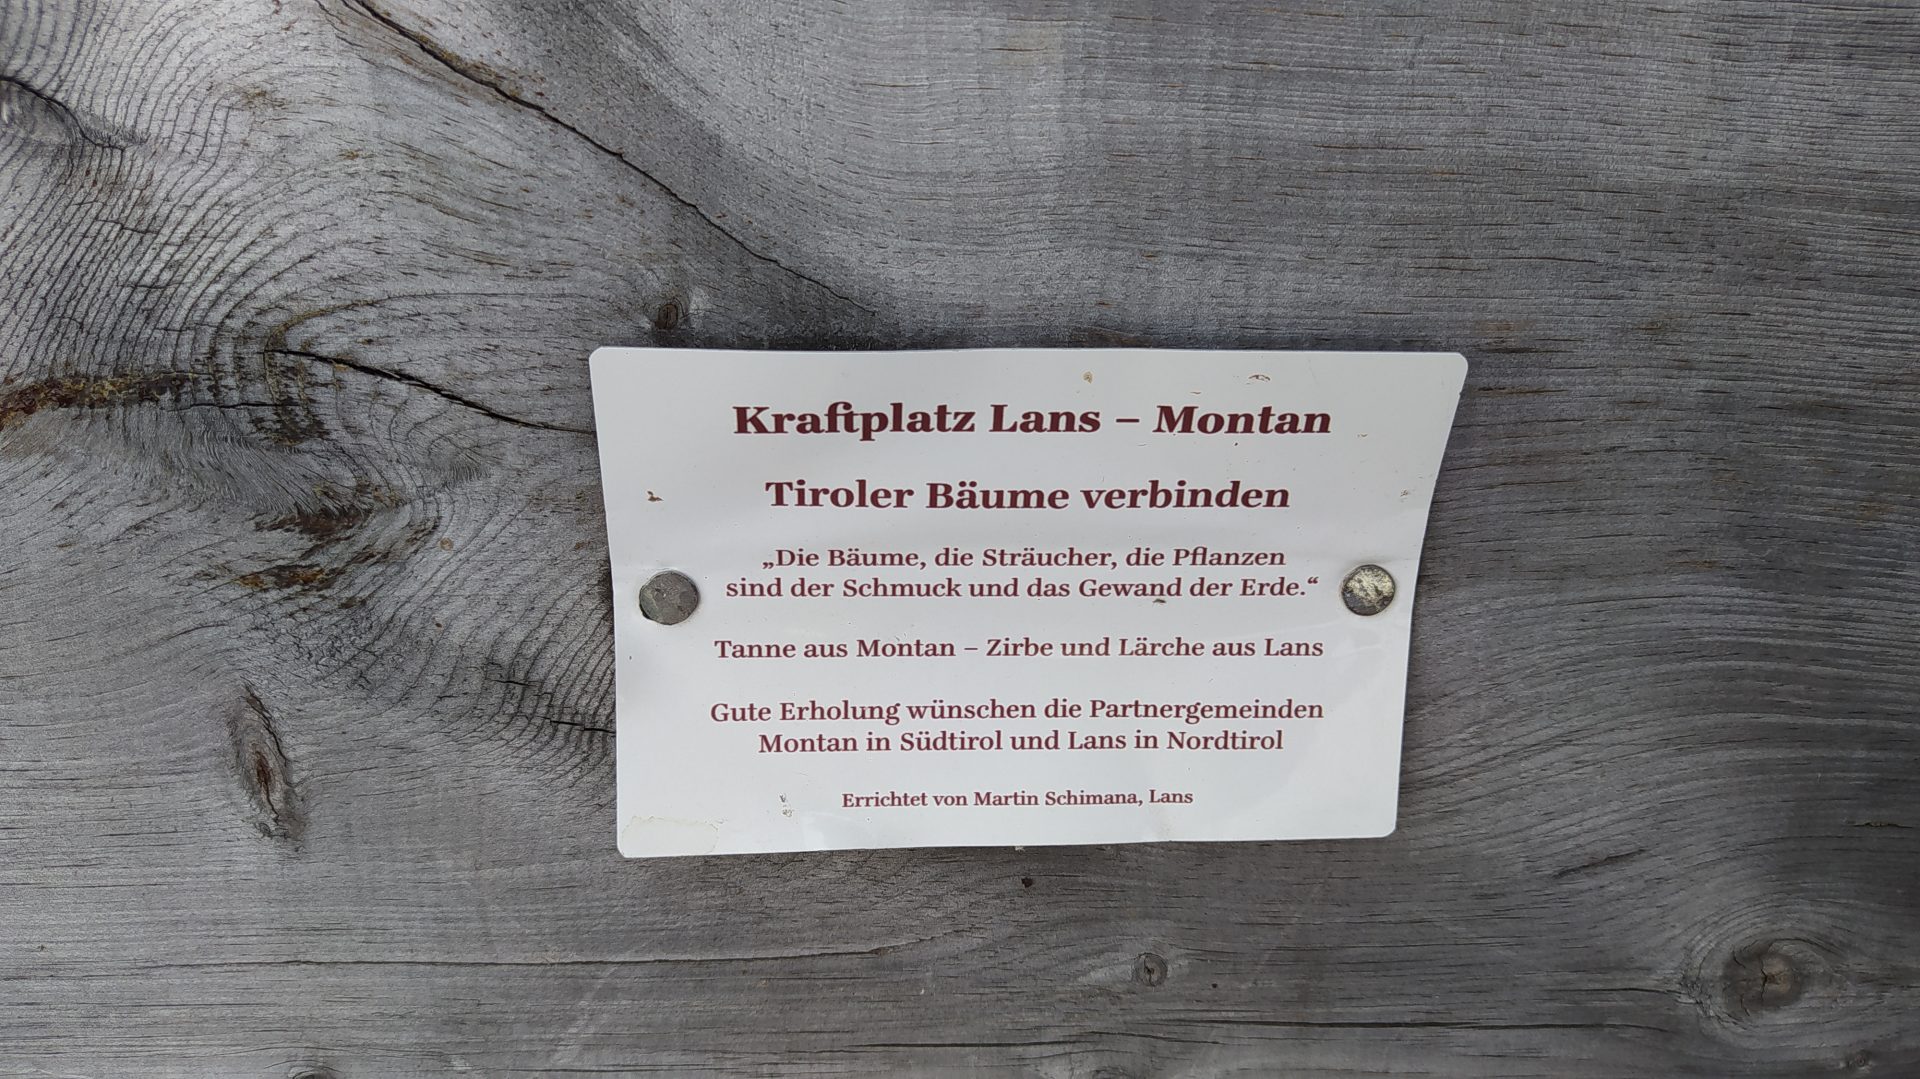 Kraftplatz Lans – Montan
Tiroler Bäume verbinden
„Die Bäume, die Sträucher, die Pflanzen
sind der Schmuck und das Gewand der Erde.“
Tanne aus Montan – Zirbe und Lärche aus Lans
Gute Erholung wünschen die Partnergemeinden
Montan in Südtirol und Lans in Nordtirol
Errichtet von Martin Schimana, Lans